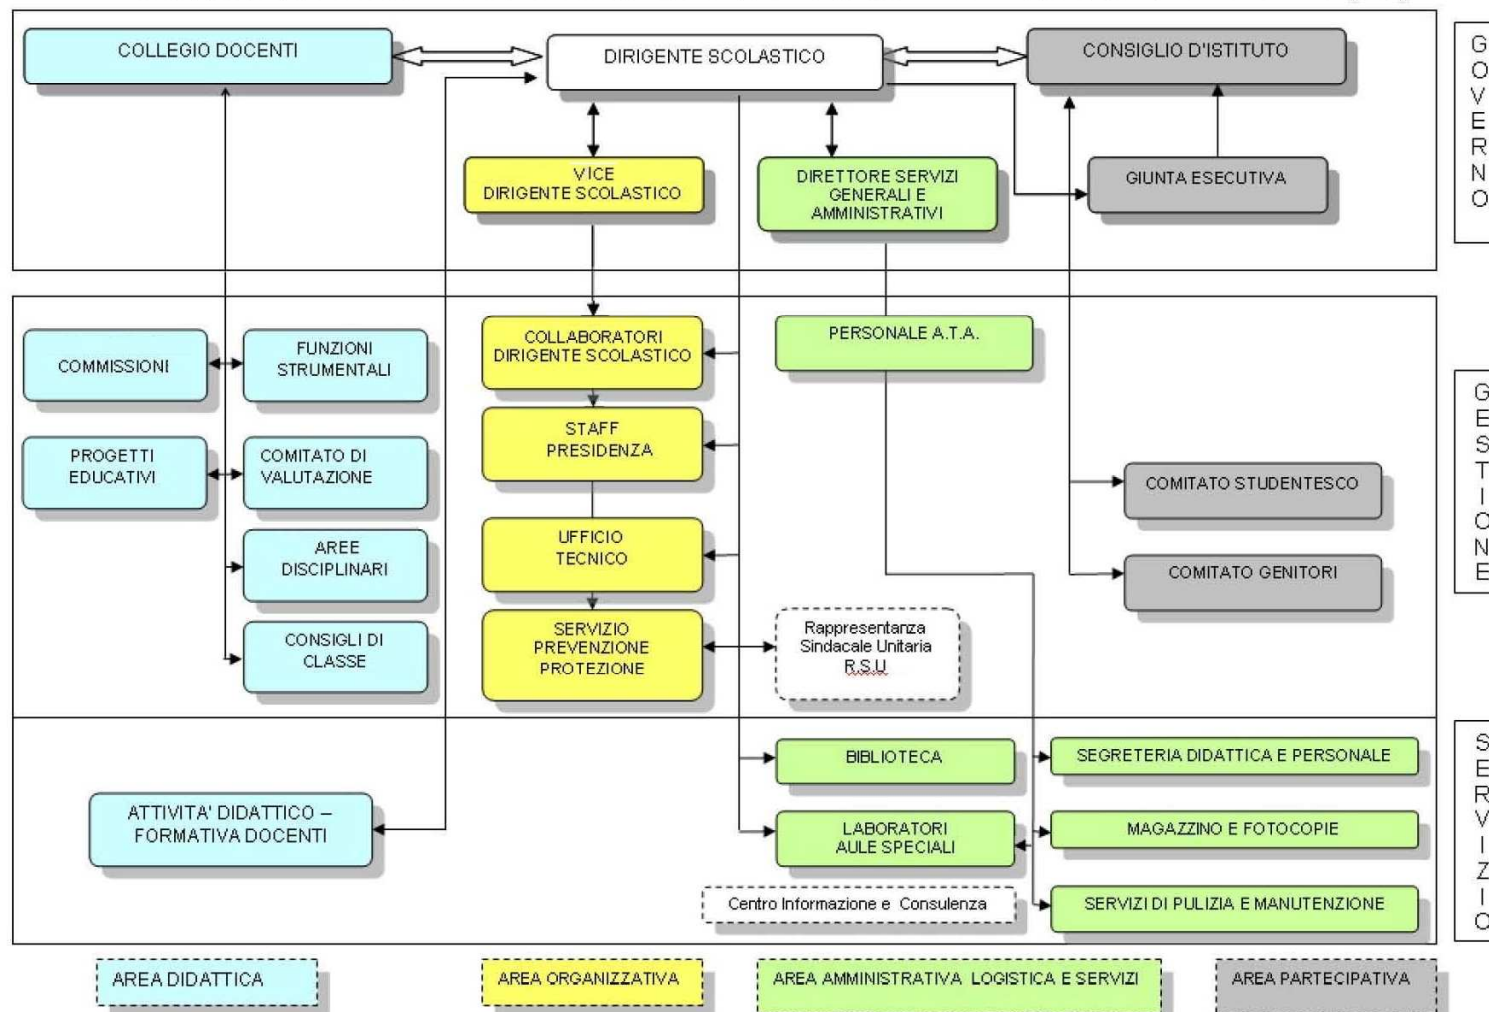 COLLEGIO DOCENTI
DIRIGENTE SCOLASTICO
CONSIGLIO D'ISTITUTO
VICE
DIRIGENTE SCOLASTICO
DIRETTORE SERVIZI
GENERALI E
AMMINISTRATIVI
GIUNTA ESECUTIVA
GOVERNO
COMMISSIONI
FUNZIONI
STRUMENTALI
COLLABORATORI
DIRIGENTE SCOLASTICO
PERSONALE A.T.A.
PROGETTI
EDUCATIVI
COMITATO DI
VALUTAZIONE
STAFF
PRESIDENZA
COMITATO STUDENTESCO
AREE
DISCIPLINARI
UFFICIO
TECNICO
COMITATO GENITORI
CONSIGLI DI
CLASSE
SERVIZIO
PREVENZIONE
PROTEZIONE
Rappresentanza
Sindacale Unitaria
R.S.U
GESTIONE
ATTIVITA' DIDATTICO –
FORMATIVA DOCENTI
BIBLIOTECA
SEGRETERIA DIDATTICA E PERSONALE
LABORATORI
AULE SPECIALI
MAGAZZINO E FOTOCOPIE
Centro Informazione e Consulenza
SERVIZI DI PULIZIA E MANUTENZIONE
SERVIZIO
AREA DIDATTICA
AREA ORGANIZZATIVA
AREA AMMINISTRATIVA LOGISTICA E SERVIZI
AREA PARTECIPATIVA